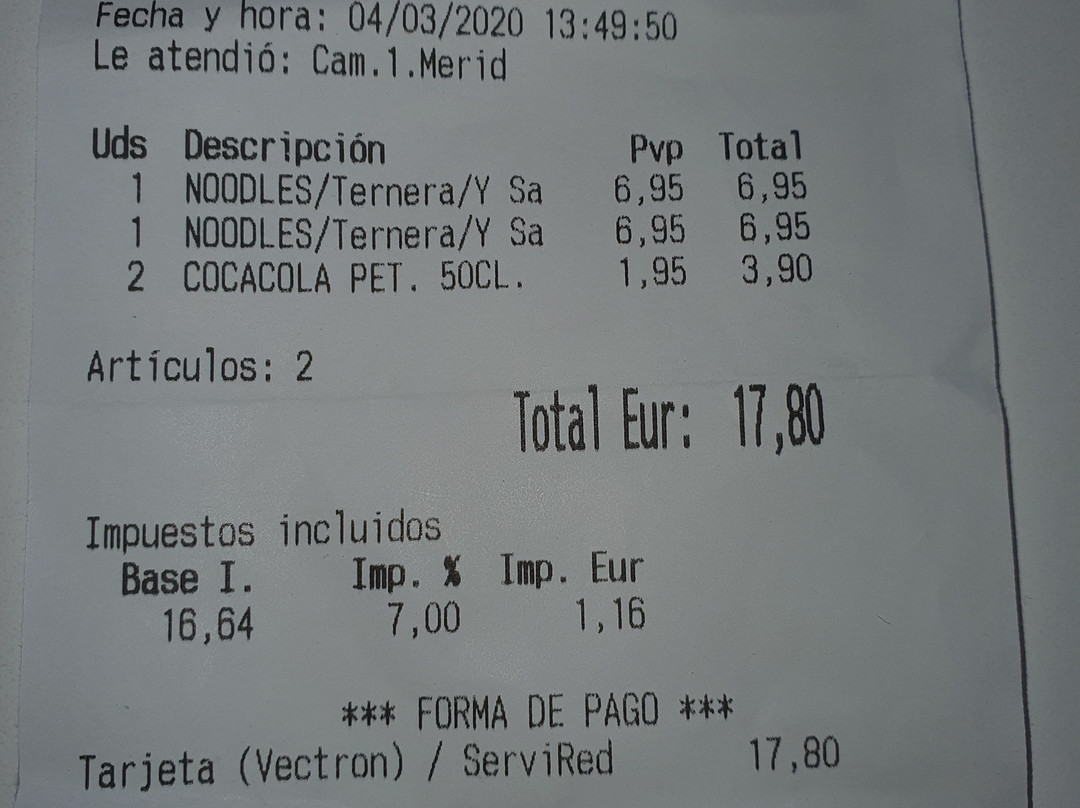 Fecha y hora: 04/03/2020 13:49:50
Le atendió: Cam.1.Merid
Uds Descripción Pvp Total
1 NOODLES/Ternera/Y Sa 6,95 6,95
1 NOODLES/Ternera/Y Sa 6,95 6,95
2 COCACOLA PET. 50CL. 1,95 3,90
Artículos: 2
Total Eur: 17,80
Impuestos incluidos
Base I. Imp. % Imp. Eur
16,64 7,00 1,16
*** FORMA DE PAGO ***
Tarjeta (Vectron) / ServiRed 17,80